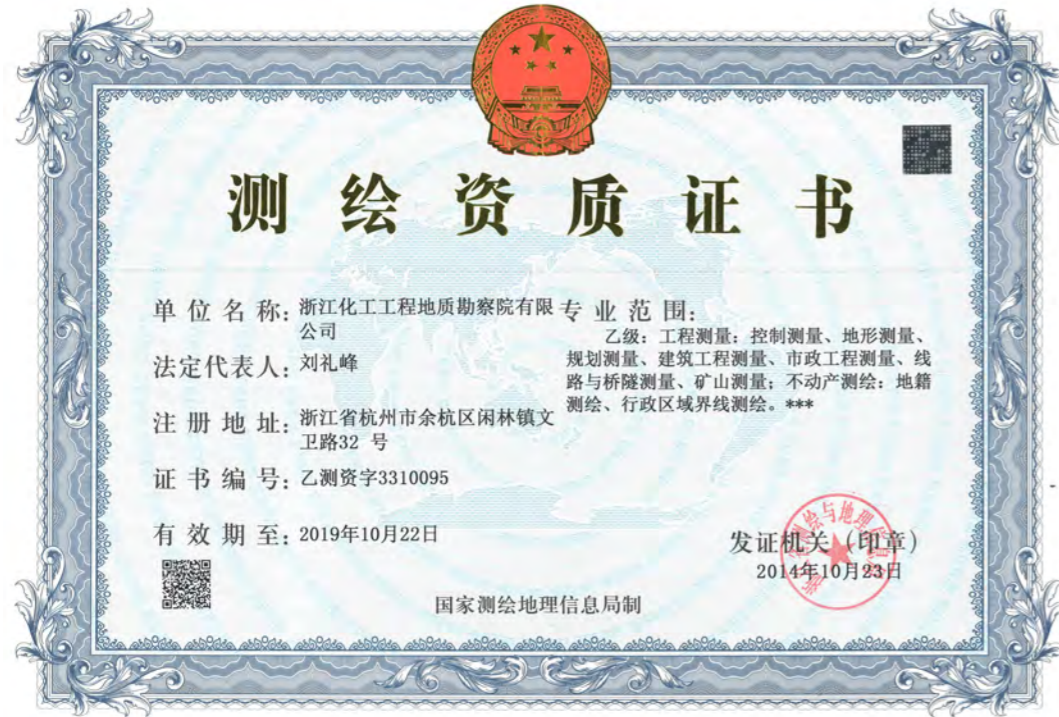 测绘资质证书
单位名称：浙江化工工程地质勘察院有限
公司
法定代表人：刘礼峰
注册地址：浙江省杭州市余杭区闲林镇文
卫路32 号
证书编号：乙测资字3310095
有效期至：2019年10月22日
专业范围：
乙级：工程测量：控制测量、地形测量、
规划测量、建筑工程测量、市政工程测量、线
路与桥隧测量、矿山测量；不动产测绘：地籍
测绘、行政区域界线测绘。***
发证机关（印章）
2014年10月23日
国家测绘地理信息局制